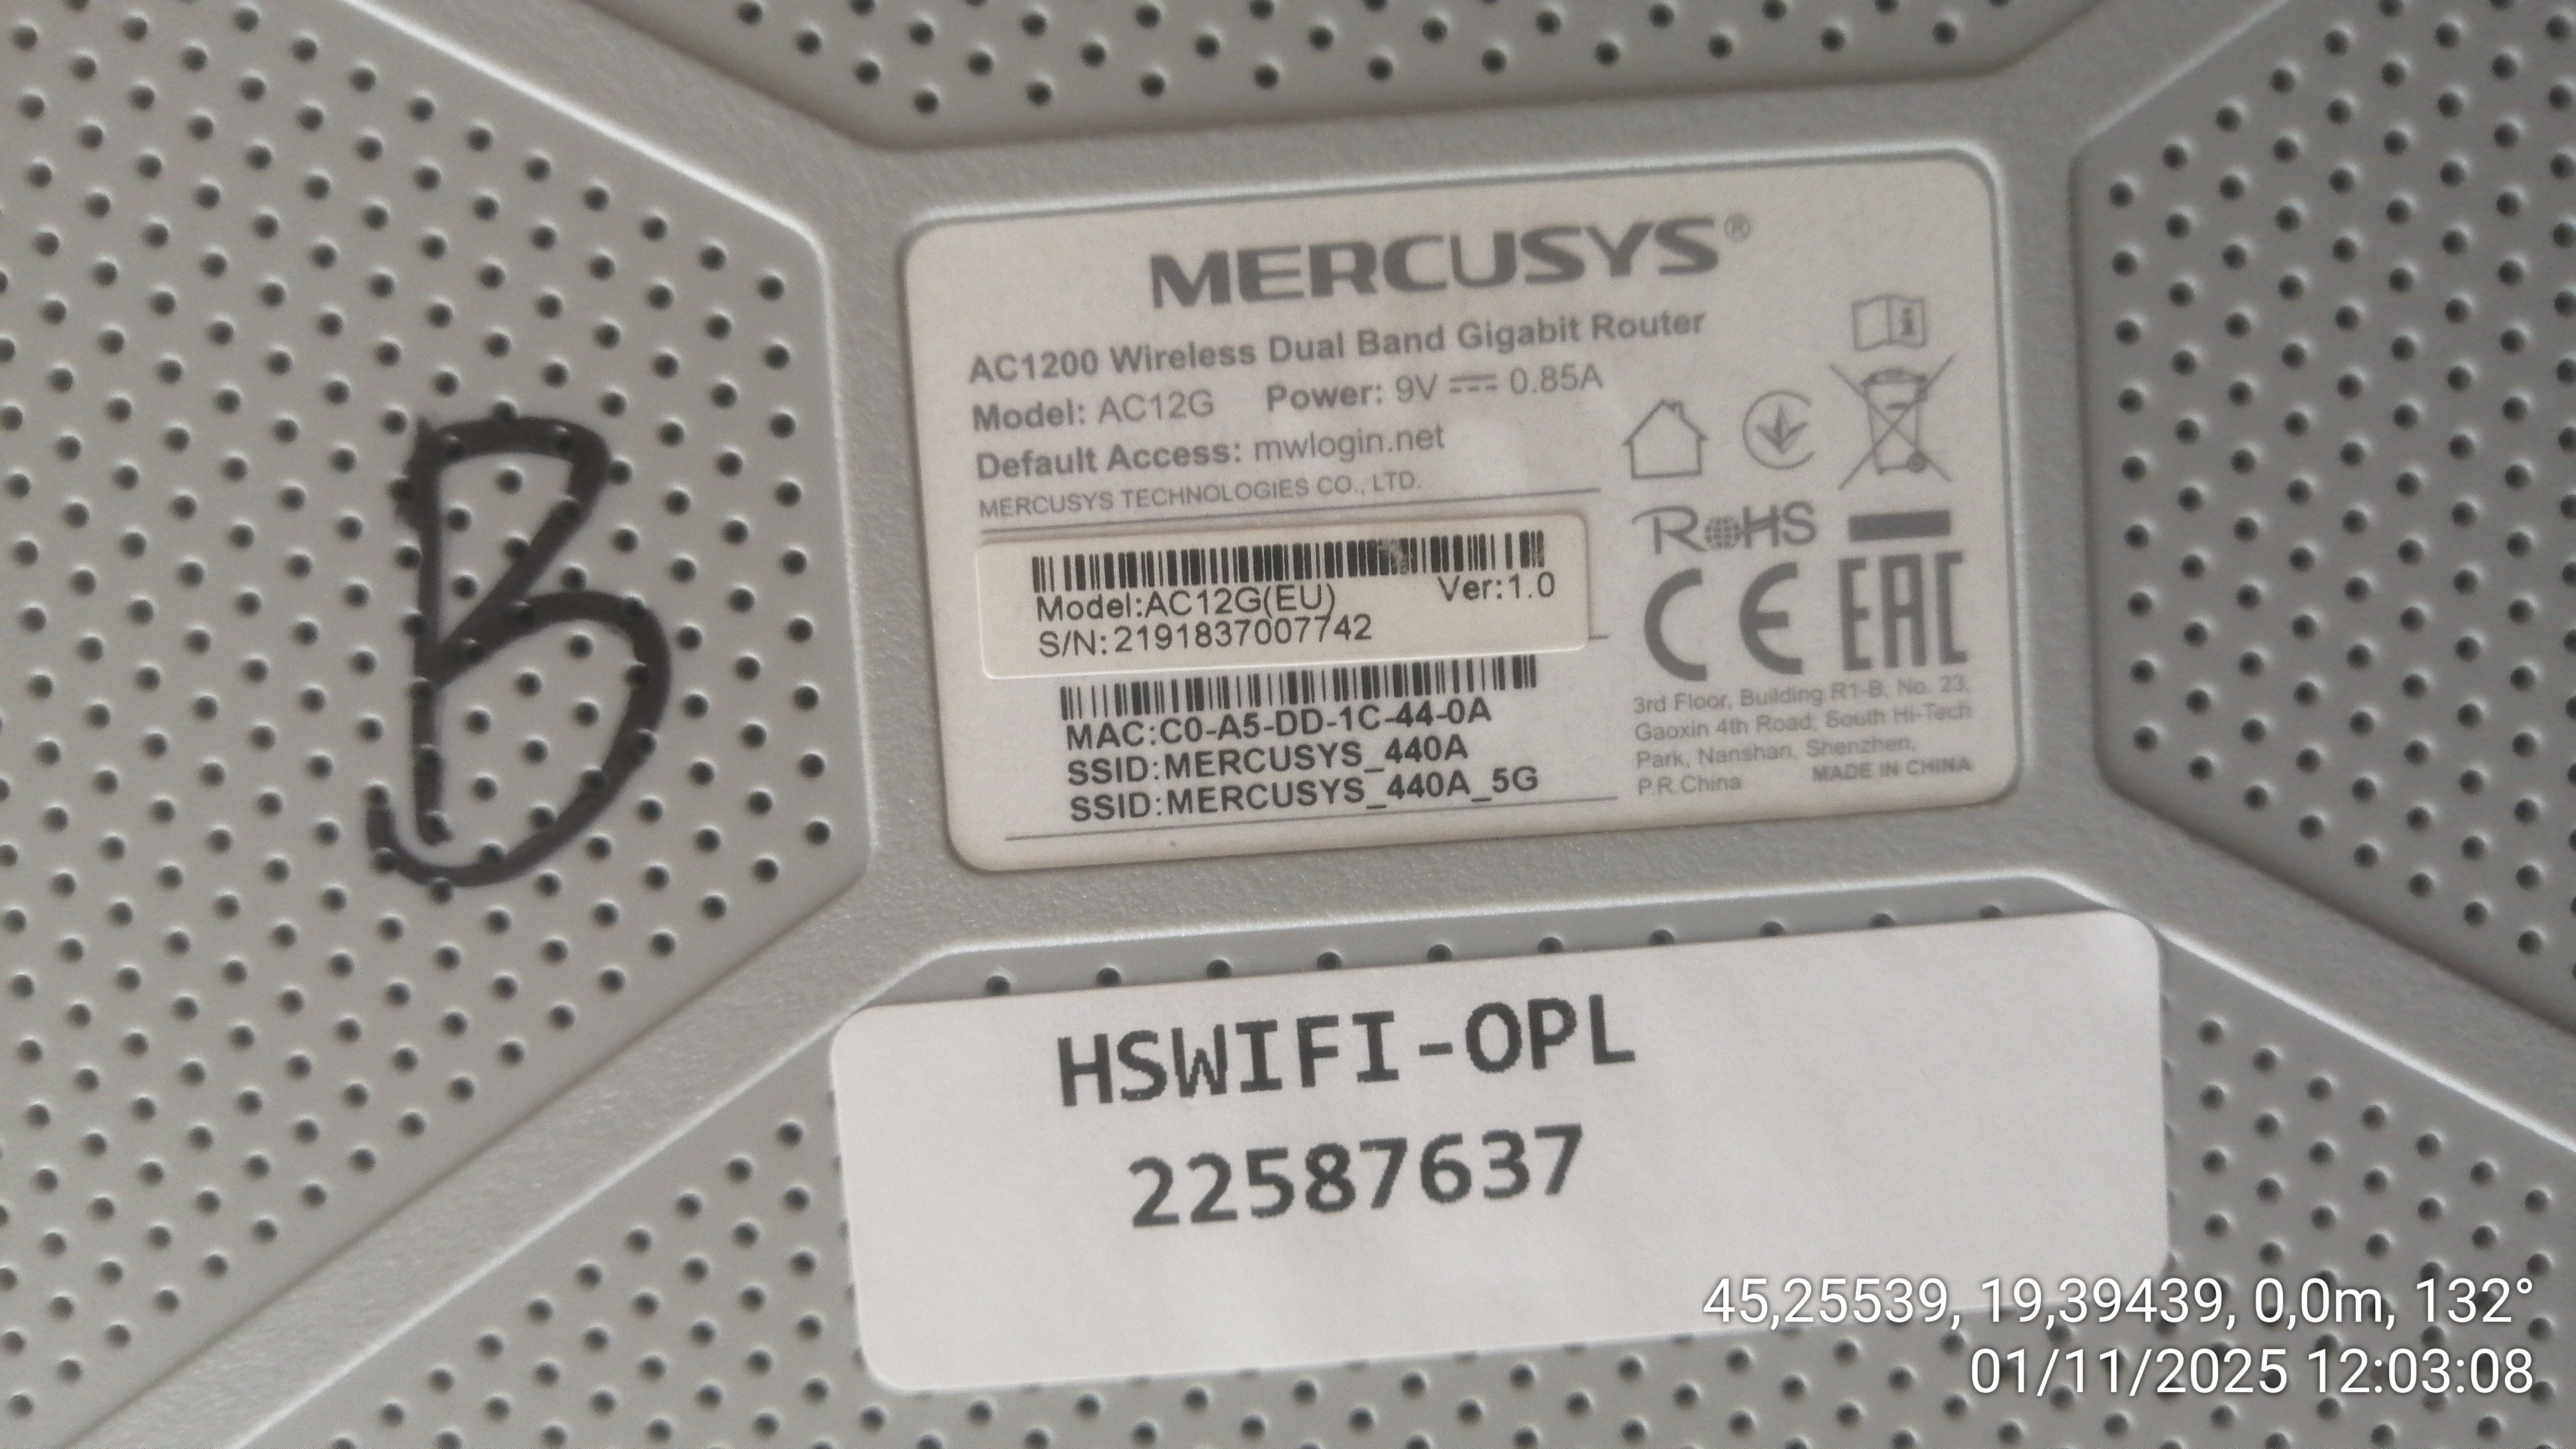 B
MERCUSYS®
AC1200 Wireless Dual Band Gigabit Router
Model: AC12G Power: 9V ⎓ 0.85A
Default Access: mwlogin.net
MERCUSYS TECHNOLOGIES CO., LTD.
Model:AC12G(EU) Ver:1.0
S/N:2191837007742
MAC:C0-A5-DD-1C-44-0A
SSID:MERCUSYS_440A
SSID:MERCUSYS_440A_5G
RoHS
CE EAC
3rd Floor, Building R1-B, No. 23,
Gaoxin 4th Road, South Hi-Tech
Park, Nanshan, Shenzhen,
P.R.China MADE IN CHINA
HSWIFI-OPL
22587637
45,25539, 19,39439, 0,0m, 132°
01/11/2025 12:03:08